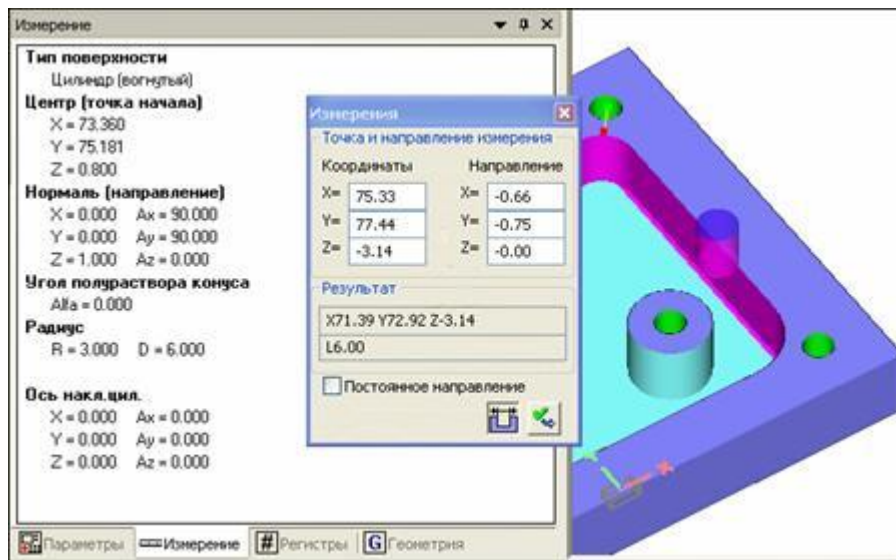 Измерение
Тип поверхности
Цилиндр (вогнутый)
Центр (точка начала)
X = 73.360
Y = 75.181
Z = 0.800
Нормаль (направление)
X = 0.000 Ax = 90.000
Y = 0.000 Ay = 90.000
Z = 1.000 Az = 0.000
Угол полураствора конуса
Alfa = 0.000
Радиус
R = 3.000 D = 6.000
Ось накл.цил.
X = 0.000 Ax = 0.000
Y = 0.000 Ay = 0.000
Z = 0.000 Az = 0.000
Параметры Измерение # Регистры G Геометрия
Измерения
Точка и направление измерения
Координаты Направление
X= 75.33 X= -0.66
Y= 77.44 Y= -0.75
Z= -3.14 Z= -0.00
Результат
X71.39 Y72.92 Z-3.14
L6.00
Постоянное направление